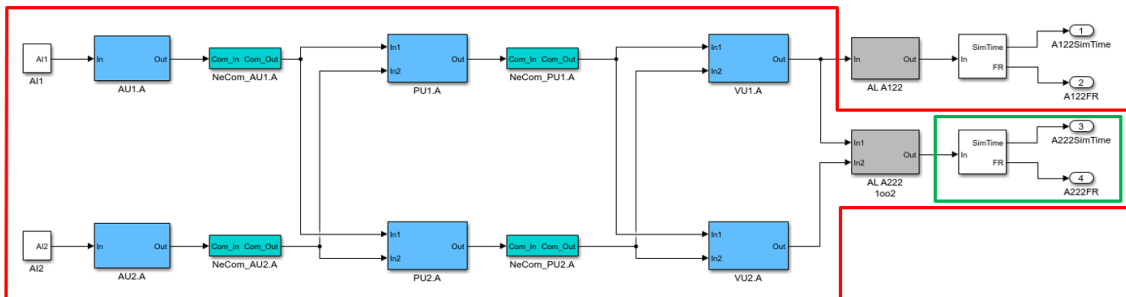 AI1
AI1
In Out
AU1.A
Com_In Com_Out
NeCom_AU1.A
In1
In2
Out
PU1.A
Com_In Com_Out
NeCom_PU1.A
In1
In2
Out
VU1.A
In Out
AL A122
In
SimTime
FR
1
A122SimTime
2
A122FR
In1
In2
Out
AL A222
1oo2
In
SimTime
FR
3
A222SimTime
4
A222FR
AI2
AI2
In Out
AU2.A
Com_In Com_Out
NeCom_AU2.A
In1
In2
Out
PU2.A
Com_In Com_Out
NeCom_PU2.A
In1
In2
Out
VU2.A